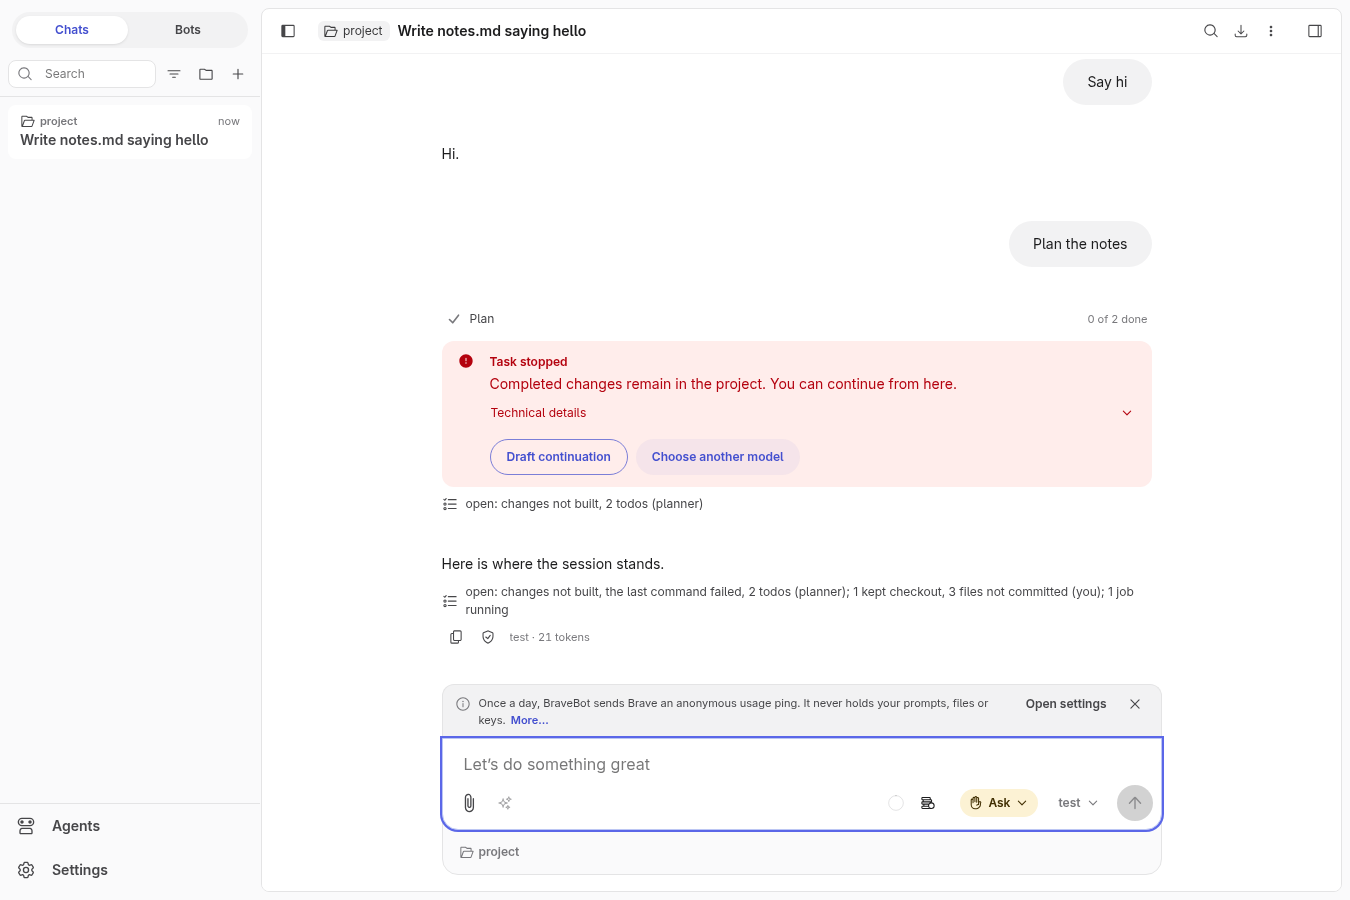 Chats
Bots
Search
project
now
Write notes.md saying hello
Agents
Settings
project
Write notes.md saying hello
Say hi
Hi.
Plan the notes
Plan
0 of 2 done
Task stopped
Completed changes remain in the project. You can continue from here.
Technical details
Draft continuation
Choose another model
open: changes not built, 2 todos (planner)
Here is where the session stands.
open: changes not built, the last command failed, 2 todos (planner); 1 kept checkout, 3 files not committed (you); 1 job
running
test · 21 tokens
Once a day, BraveBot sends Brave an anonymous usage ping. It never holds your prompts, files or
keys. More...
Open settings
Let’s do something great
Ask
test
project